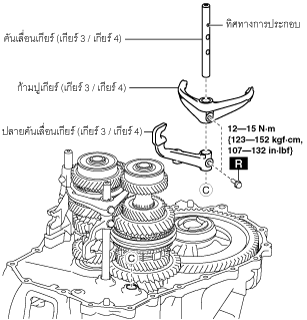 ทิศทางการประกอบ
คันเลื่อนเกียร์ (เกียร์ 3 / เกียร์ 4)
ก้ามปูเกียร์ (เกียร์ 3 / เกียร์ 4)
ปลายคันเลื่อนเกียร์ (เกียร์ 3 / เกียร์ 4)
12—15 N·m
(123—152 kgf·cm,
107—132 in·lbf)
R
C
C